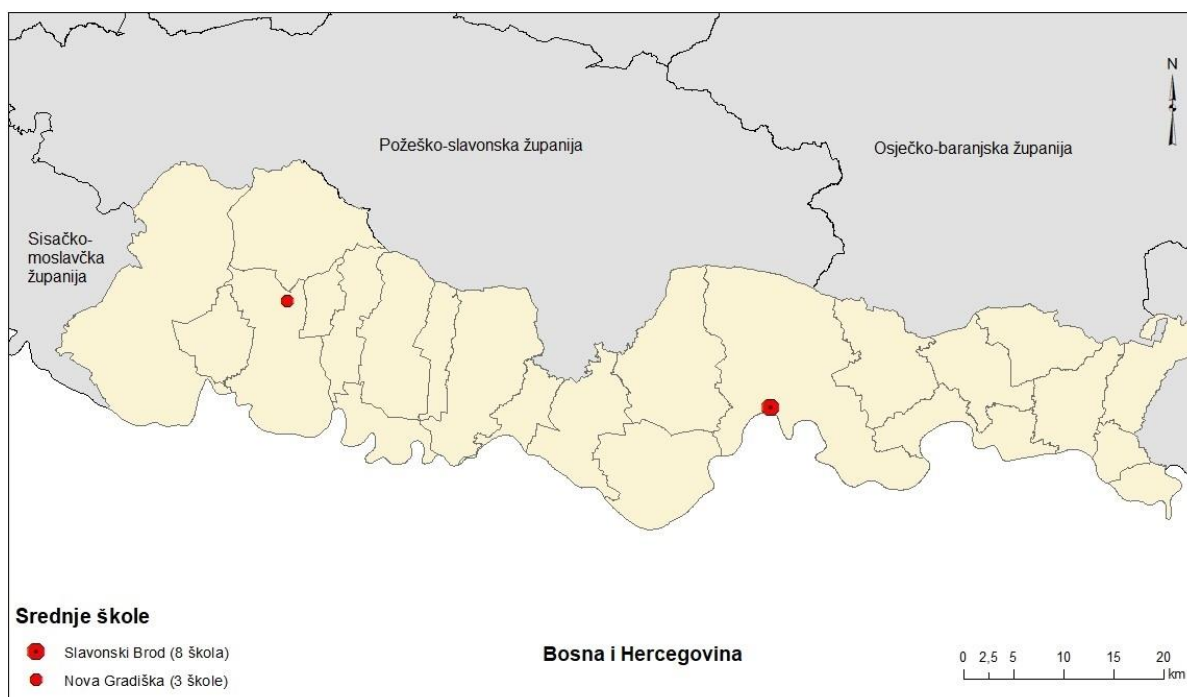 N
Požeško-slavonska županija
Osječko-baranjska županija
Sisačko-
moslavčka
županija
Srednje škole
Slavonski Brod (8 škola)
Nova Gradiška (3 škole)
Bosna i Hercegovina
0 2,5 5 10 15 20
km